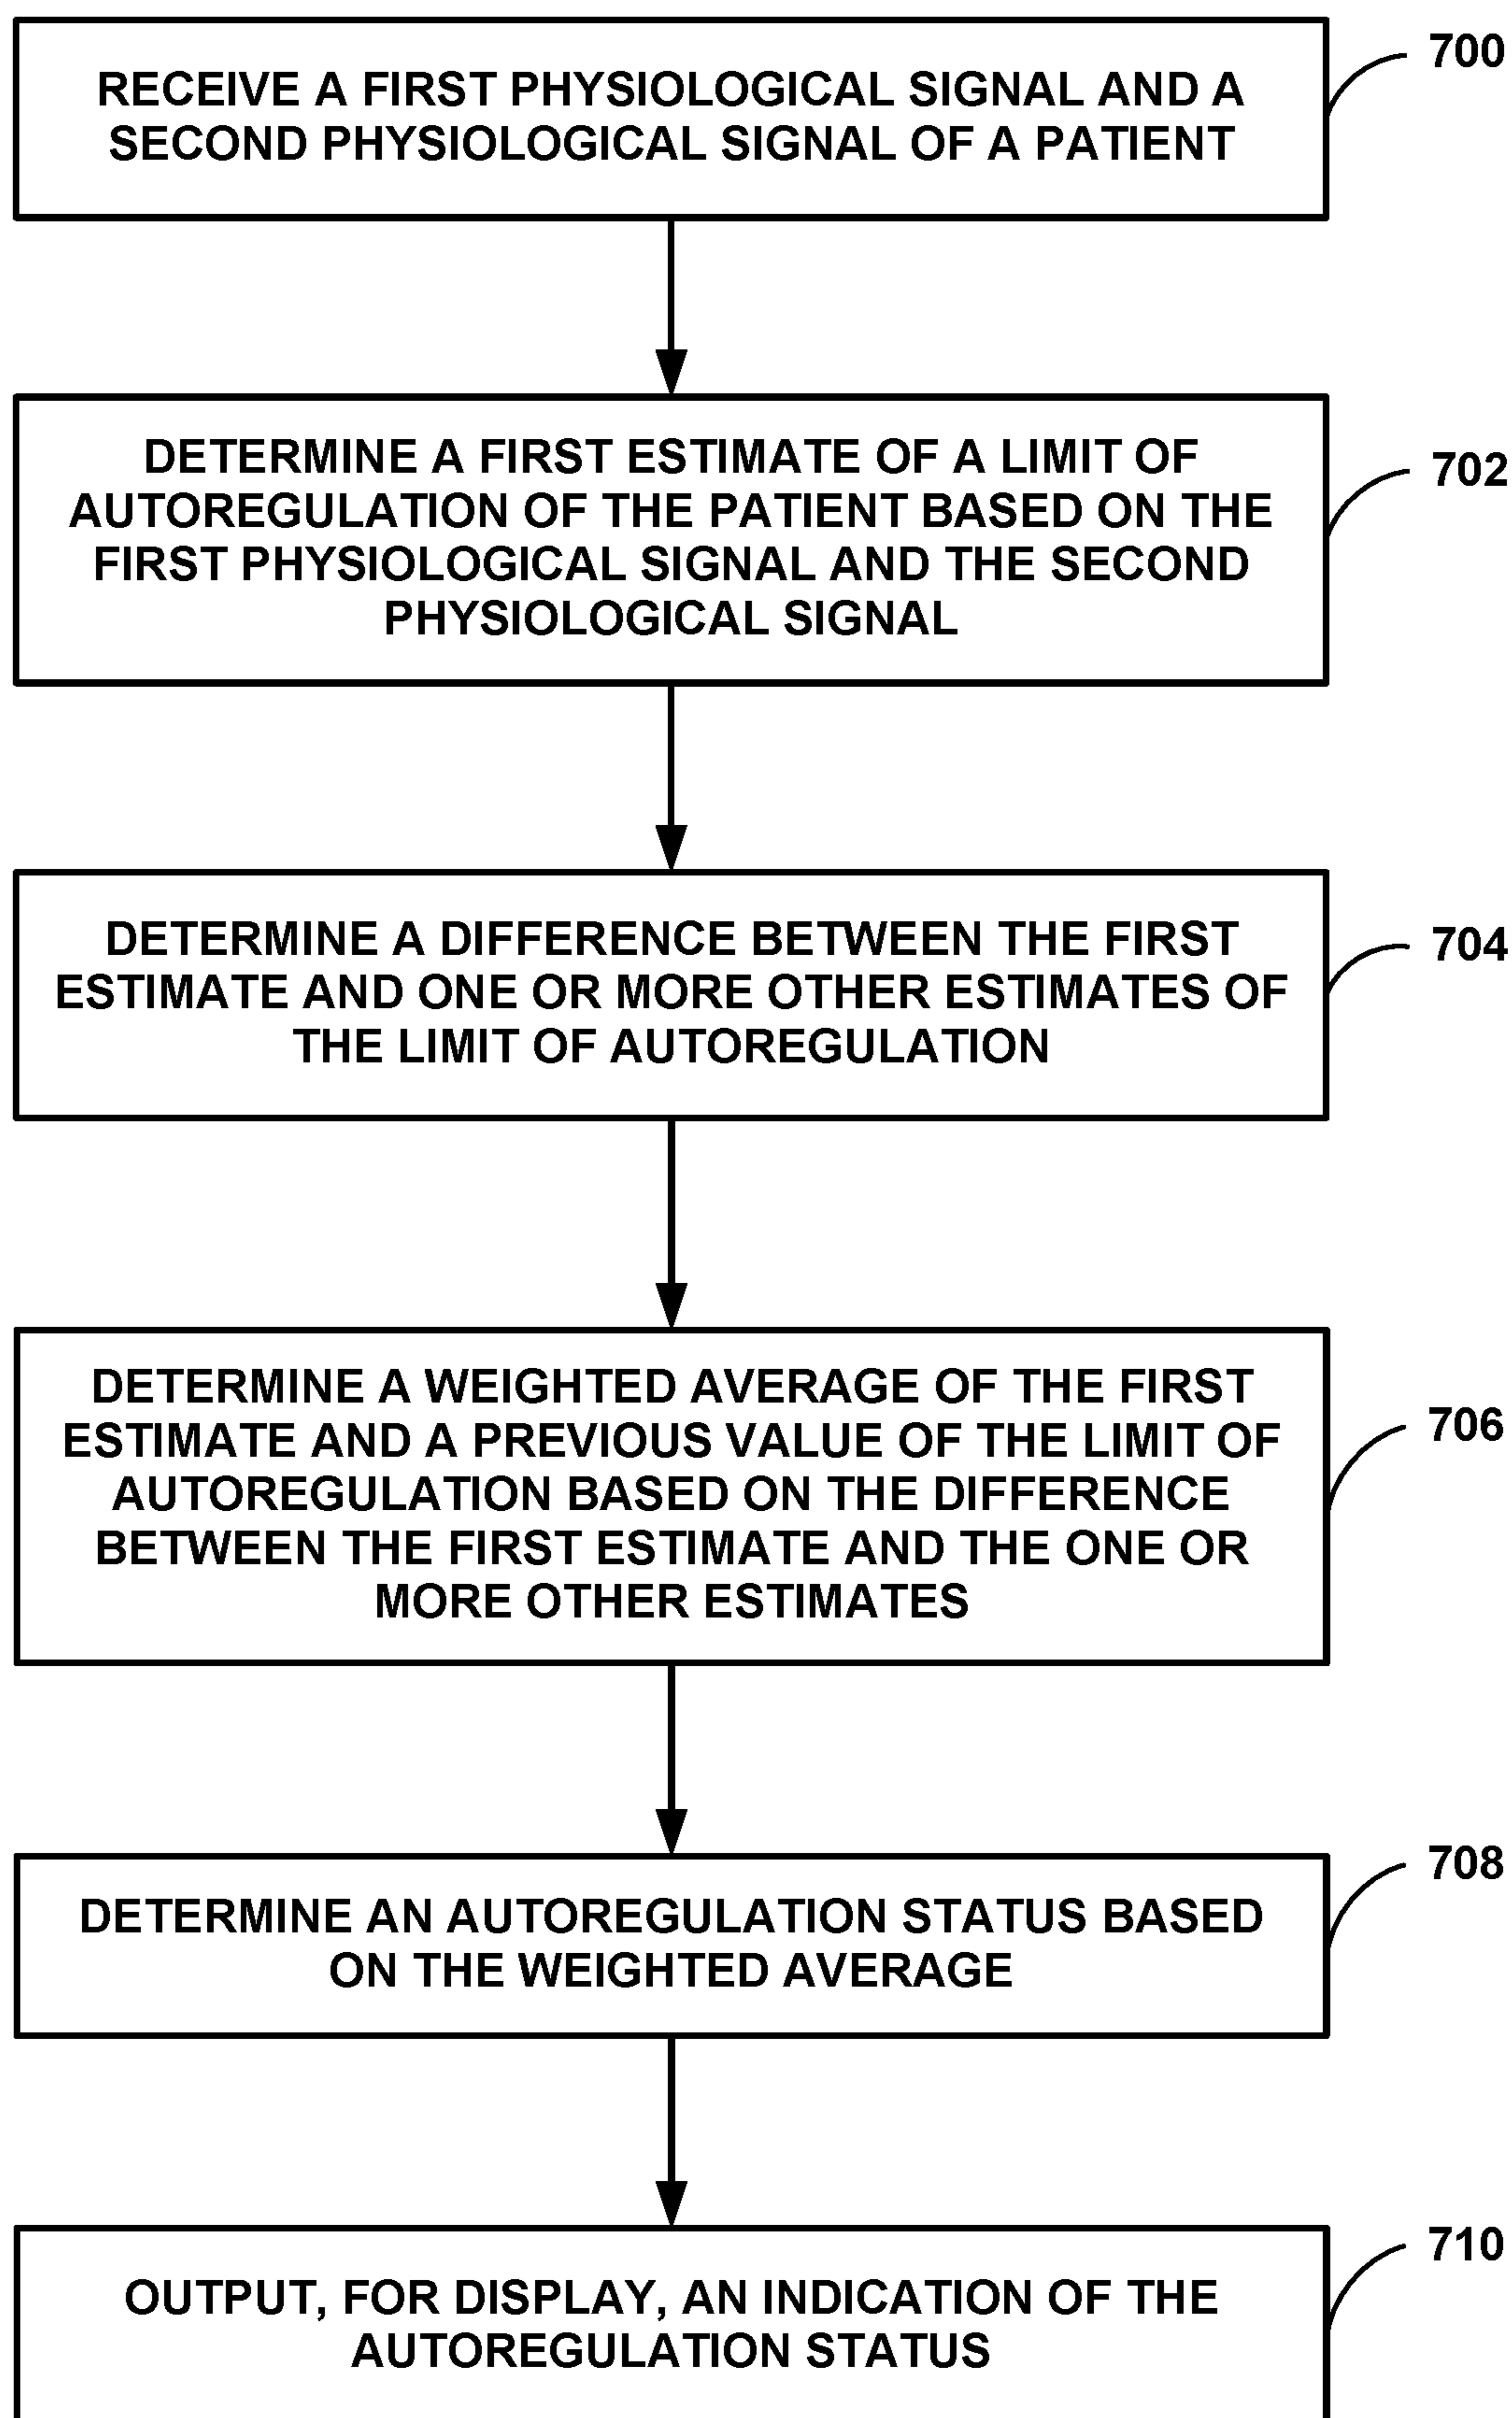 700
RECEIVE A FIRST PHYSIOLOGICAL SIGNAL AND A
SECOND PHYSIOLOGICAL SIGNAL OF A PATIENT
702
DETERMINE A FIRST ESTIMATE OF A LIMIT OF
AUTOREGULATION OF THE PATIENT BASED ON THE
FIRST PHYSIOLOGICAL SIGNAL AND THE SECOND
PHYSIOLOGICAL SIGNAL
704
DETERMINE A DIFFERENCE BETWEEN THE FIRST
ESTIMATE AND ONE OR MORE OTHER ESTIMATES OF
THE LIMIT OF AUTOREGULATION
706
DETERMINE A WEIGHTED AVERAGE OF THE FIRST
ESTIMATE AND A PREVIOUS VALUE OF THE LIMIT OF
AUTOREGULATION BASED ON THE DIFFERENCE
BETWEEN THE FIRST ESTIMATE AND THE ONE OR
MORE OTHER ESTIMATES
708
DETERMINE AN AUTOREGULATION STATUS BASED
ON THE WEIGHTED AVERAGE
710
OUTPUT, FOR DISPLAY, AN INDICATION OF THE
AUTOREGULATION STATUS